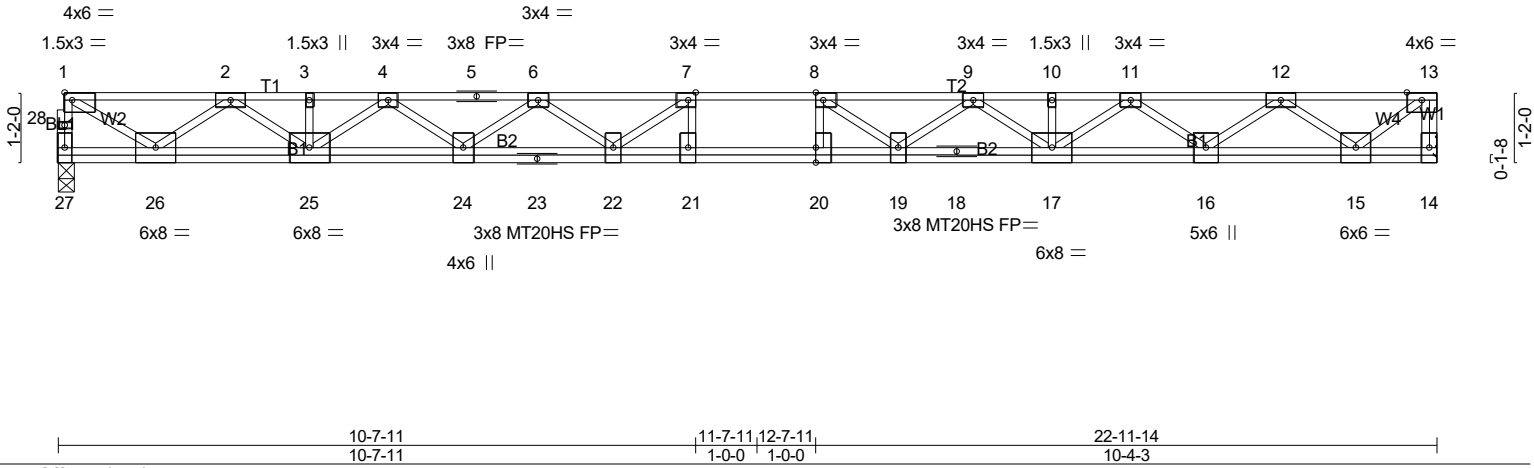 4x6 = 3x4 =
1.5x3 = 1.5x3 || 3x4 = 3x8 FP= 3x4 = 3x4 = 3x4 = 1.5x3 || 3x4 = 4x6 =
1 2 3 4 5 6 7 8 9 10 11 12 13
T1 T2
28 BL1 W2 W4 W1
B1 B2 B2 B1
1-2-0 1-2-0
0-1-8
27 26 25 24 23 22 21 20 19 18 17 16 15 14
6x8 = 6x8 = 3x8 MT20HS FP= 3x8 MT20HS FP= 5x6 || 6x6 =
4x6 || 6x8 =
10-7-11 11-7-11 12-7-11 22-11-14
10-7-11 1-0-0 1-0-0 10-4-3